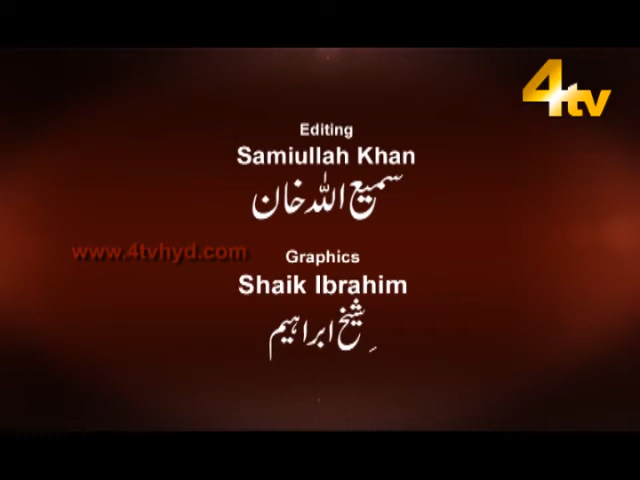 4tv
Editing
Samiullah Khan
سمیع اللہ خان
www.4tvhyd.com
Graphics
Shaik Ibrahim
شیخ ابراہیم